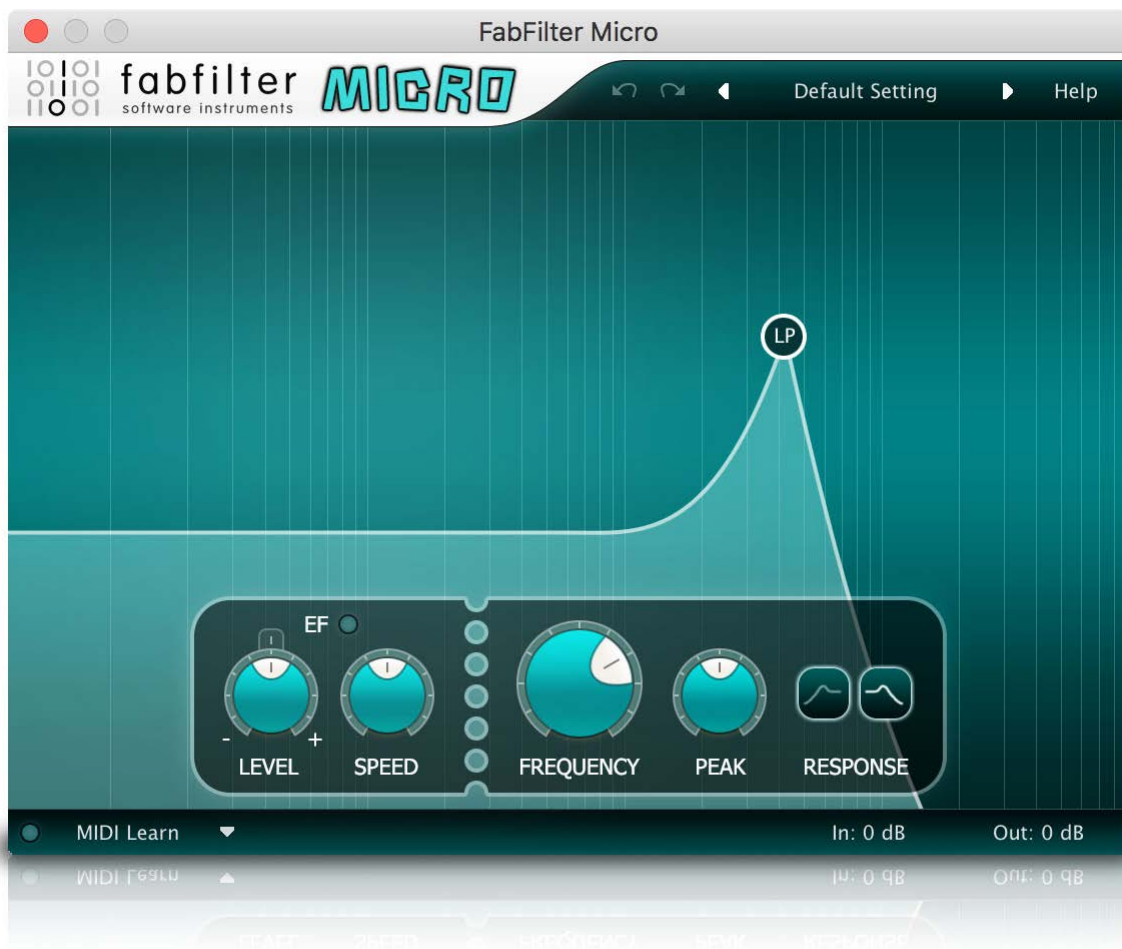 FabFilter Micro
fabfilter MICRO
software instruments
Default Setting Help
LP
EF
- +
LEVEL SPEED FREQUENCY PEAK RESPONSE
MIDI Learn In: 0 dB Out: 0 dB